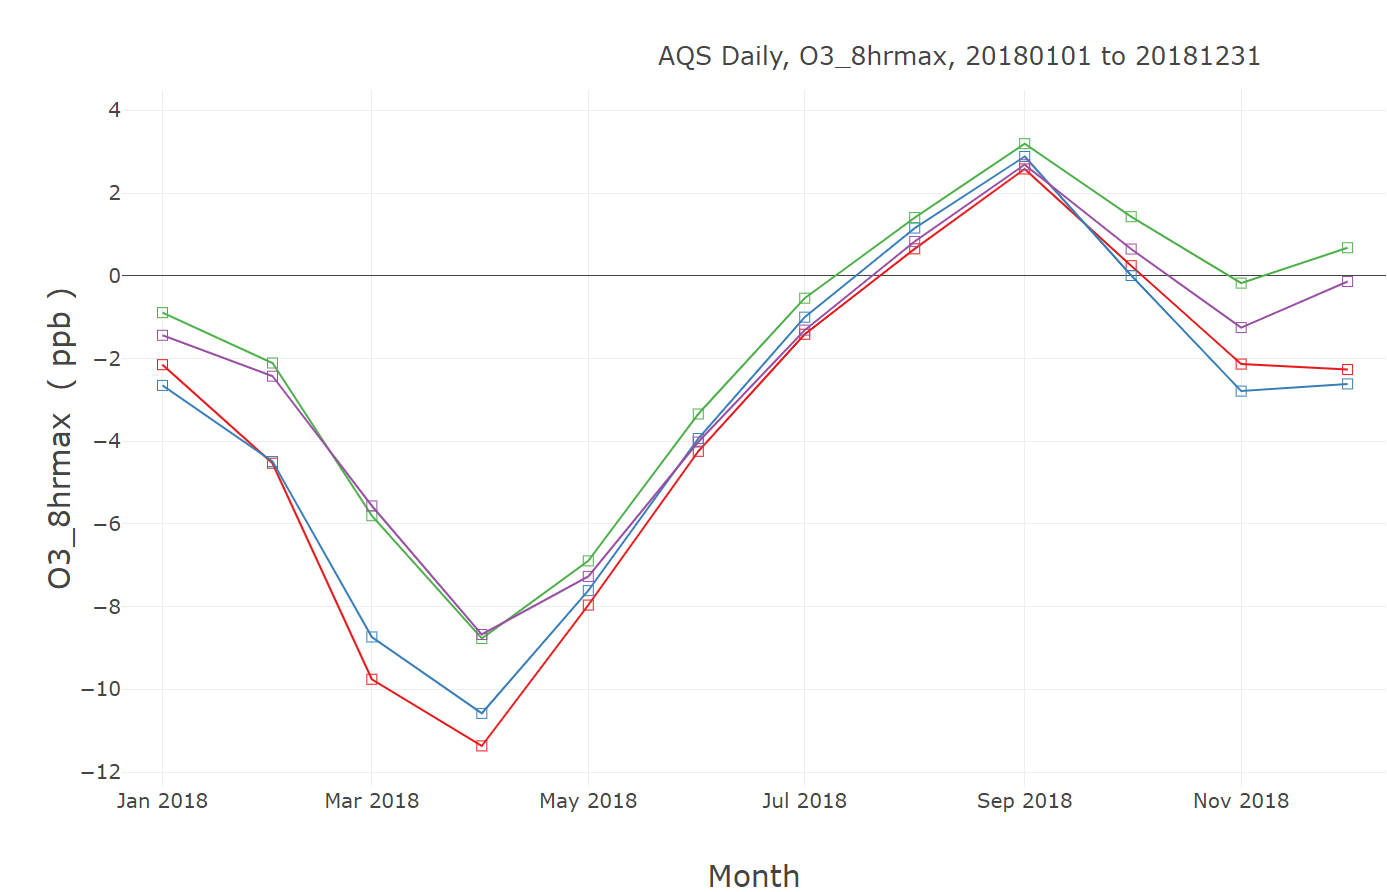 AQS Daily, O3_8hrmax, 20180101 to 20181231
4
2
0
−2
−4
−6
−8
−10
−12
O3_8hrmax ( ppb )
Jan 2018 Mar 2018 May 2018 Jul 2018 Sep 2018 Nov 2018
Month